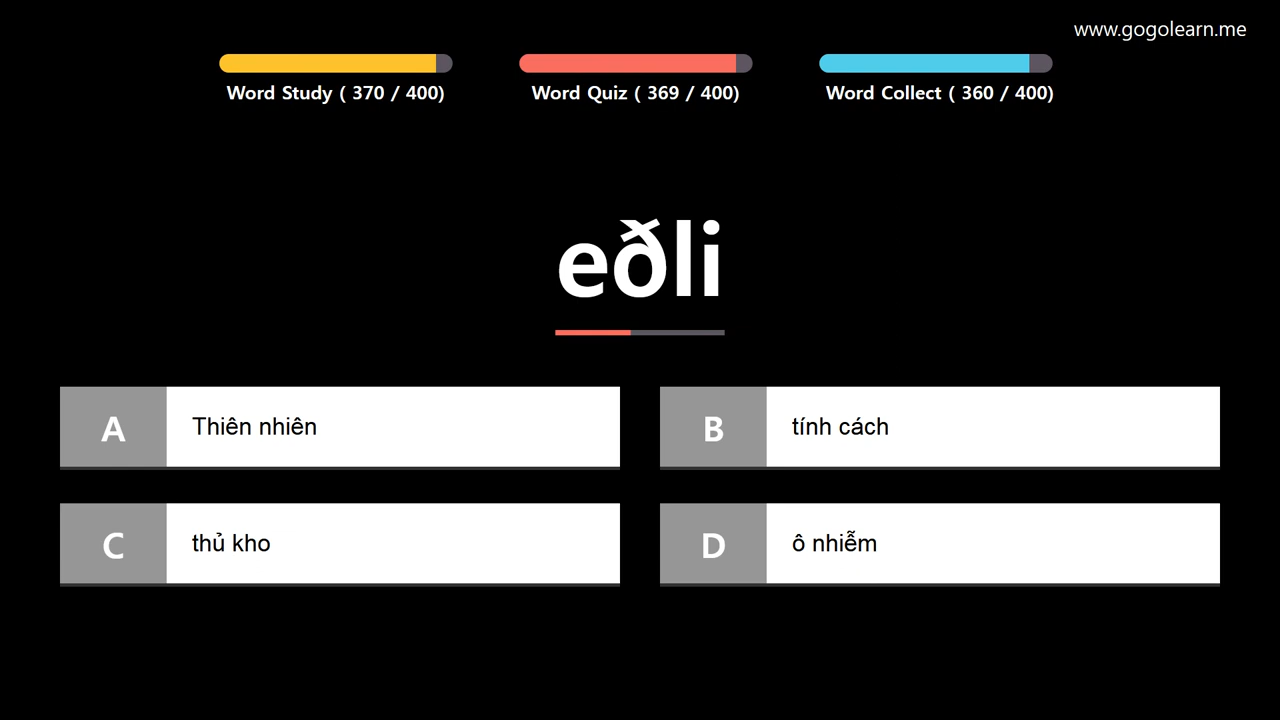 www.gogolearn.me
Word Study ( 370 / 400)
Word Quiz ( 369 / 400)
Word Collect ( 360 / 400)
eðli
A Thiên nhiên
B tính cách
C thủ kho
D ô nhiễm